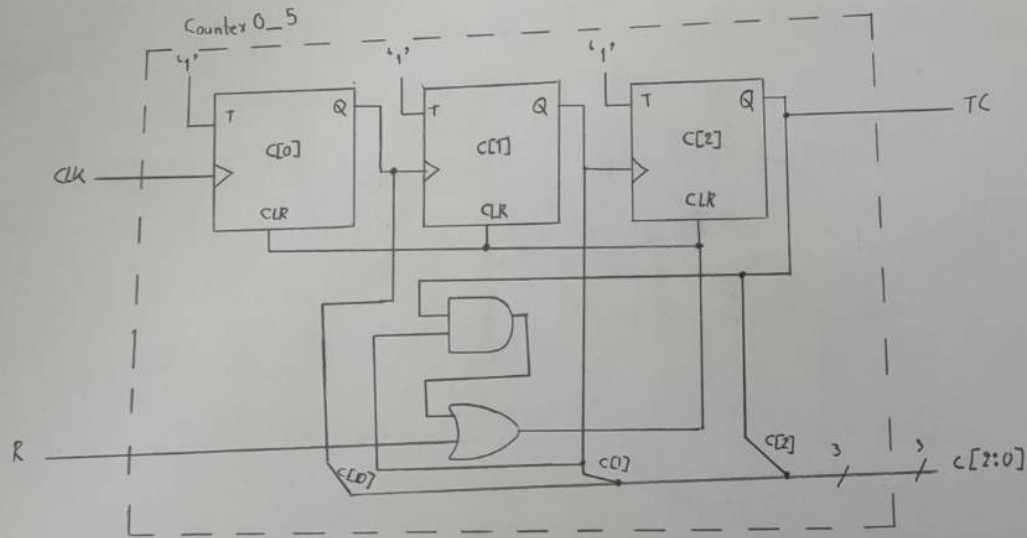 Counter 0_5
'1' '1' '1'
T Q T Q T Q TC
C[0] C[1] C[2]
CLK
CLR CLR CLR
R C[0] C[1] C[2] 3 3 C[2:0]